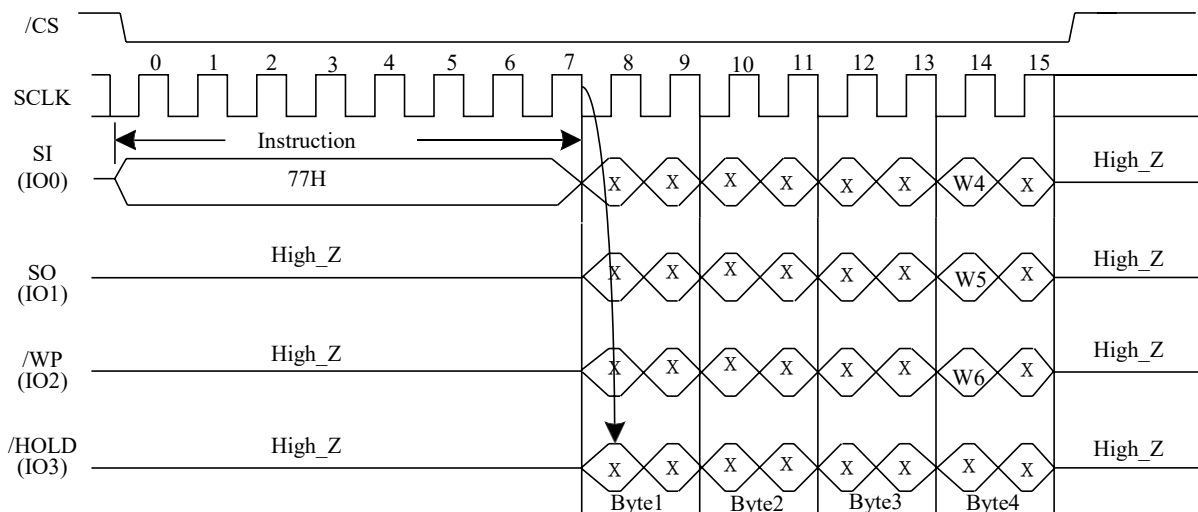 /CS
0 1 2 3 4 5 6 7 8 9 10 11 12 13 14 15
SCLK
Instruction
SI
(IO0)
77H
X X X X X X W4 X
High_Z
SO
(IO1)
High_Z
X X X X X X W5 X
High_Z
/WP
(IO2)
High_Z
X X X X X X W6 X
High_Z
/HOLD
(IO3)
High_Z
X X X X X X X X
High_Z
Byte1 Byte2 Byte3 Byte4